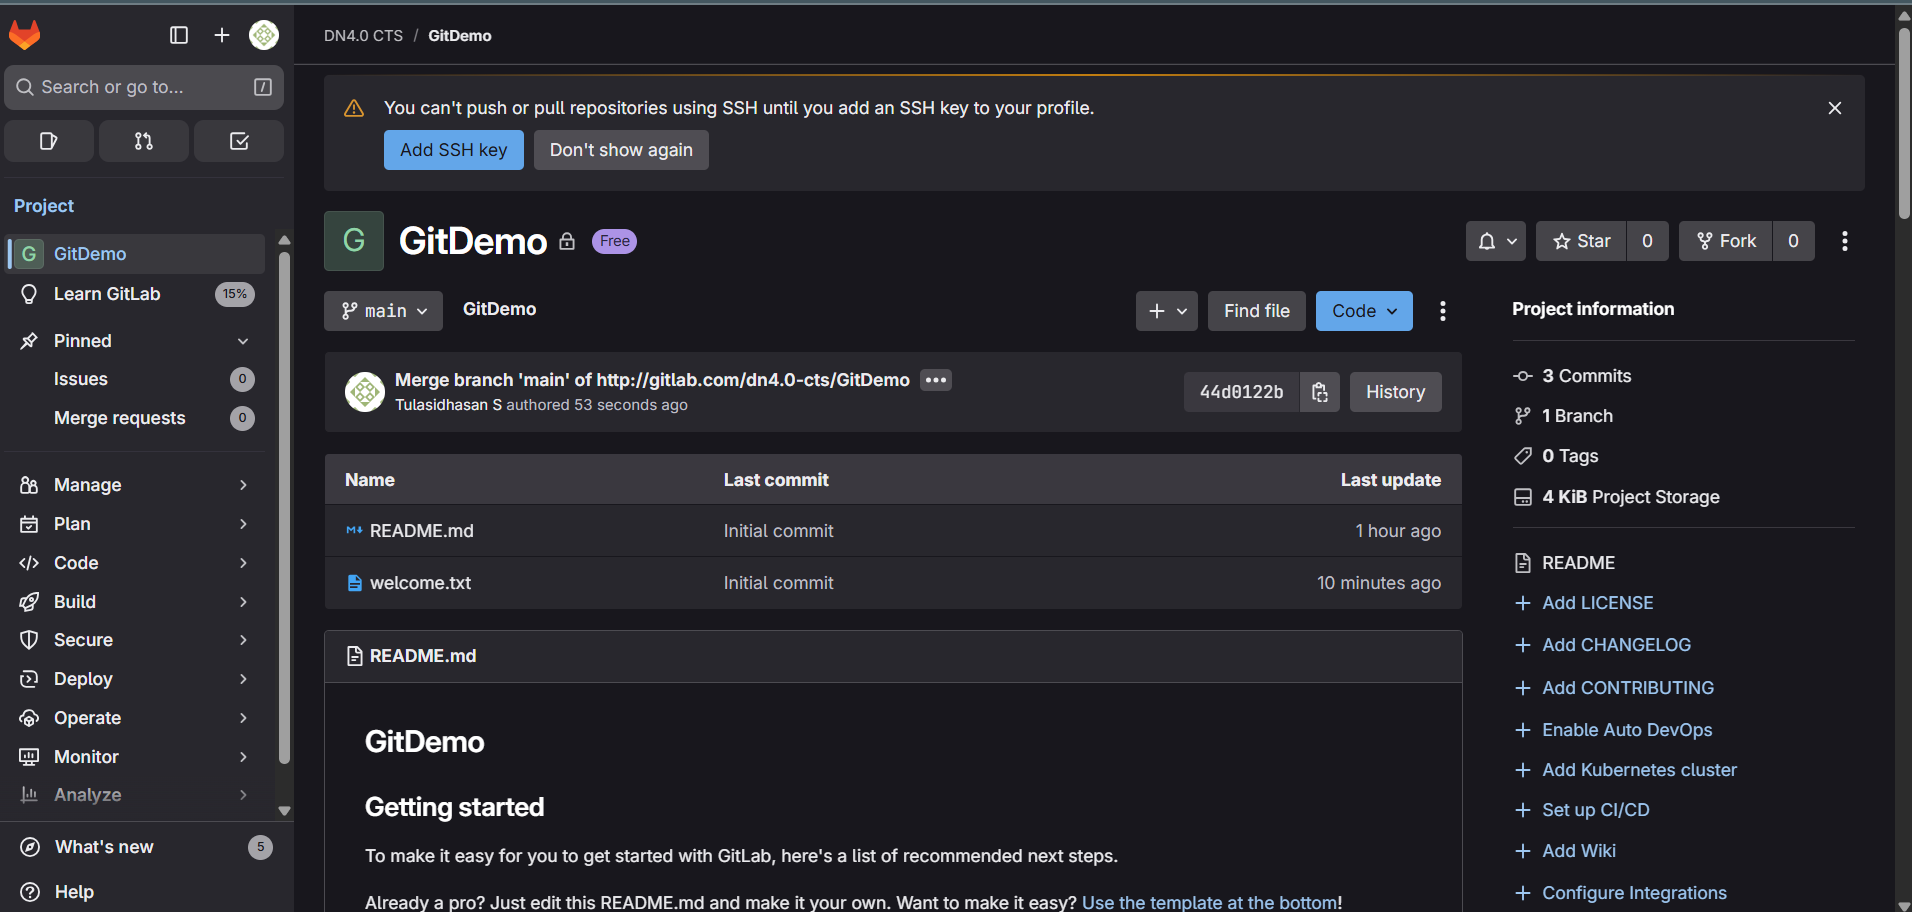 DN4.0 CTS / GitDemo
Search or go to... /
You can't push or pull repositories using SSH until you add an SSH key to your profile.
Add SSH key Don't show again
Project
G GitDemo
Learn GitLab 15%
Pinned
Issues 0
Merge requests 0
Manage
Plan
Code
Build
Secure
Deploy
Operate
Monitor
Analyze
What's new 5
Help
G GitDemo Free
Star 0 Fork 0
main GitDemo
Find file Code
Merge branch 'main' of http://gitlab.com/dn4.0-cts/GitDemo
Tulasidhasan S authored 53 seconds ago
44d0122b History
Name Last commit Last update
README.md Initial commit 1 hour ago
welcome.txt Initial commit 10 minutes ago
README.md
GitDemo
Getting started
To make it easy for you to get started with GitLab, here's a list of recommended next steps.
Already a pro? Just edit this README.md and make it your own. Want to make it easy? Use the template at the bottom!
Project information
3 Commits
1 Branch
0 Tags
4 KiB Project Storage
README
Add LICENSE
Add CHANGELOG
Add CONTRIBUTING
Enable Auto DevOps
Add Kubernetes cluster
Set up CI/CD
Add Wiki
Configure Integrations